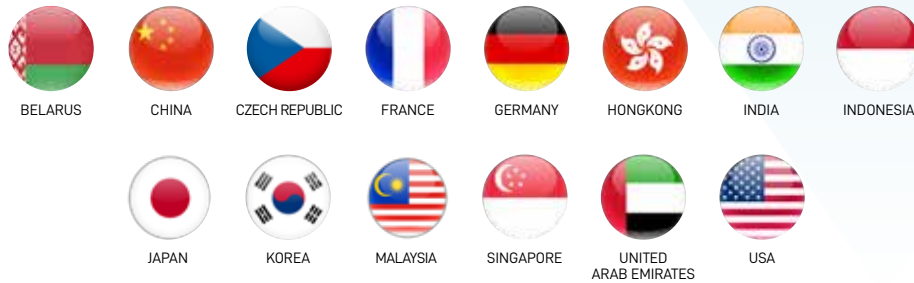 BELARUS
CHINA
CZECH REPUBLIC
FRANCE
GERMANY
HONGKONG
INDIA
INDONESIA
JAPAN
KOREA
MALAYSIA
SINGAPORE
UNITED
ARAB EMIRATES
USA